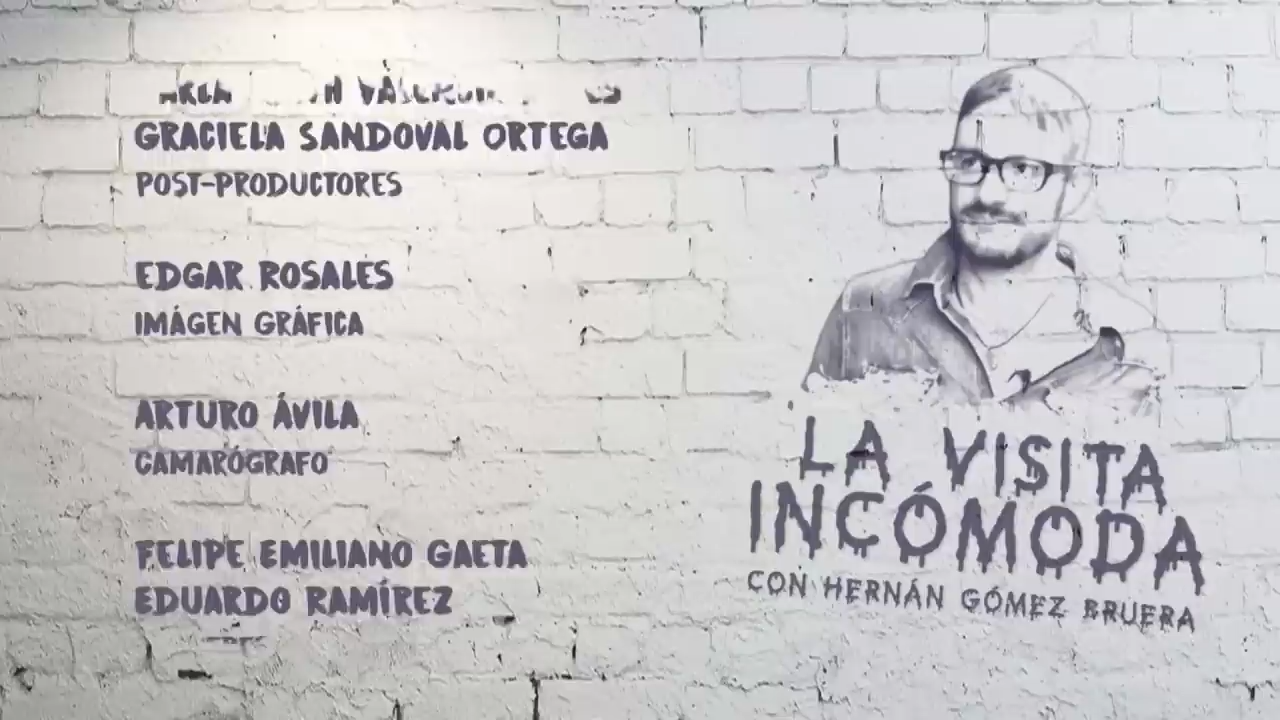 GRACIELA SANDOVAL ORTEGA
POST-PRODUCTORES
EDGAR ROSALES
IMÁGEN GRÁFICA
ARTURO ÁVILA
CAMARÓGRAFO
FELIPE EMILIANO GAETA
EDUARDO RAMÍREZ
LA VISITA
INCÓMODA
CON HERNÁN GÓMEZ BRUERA